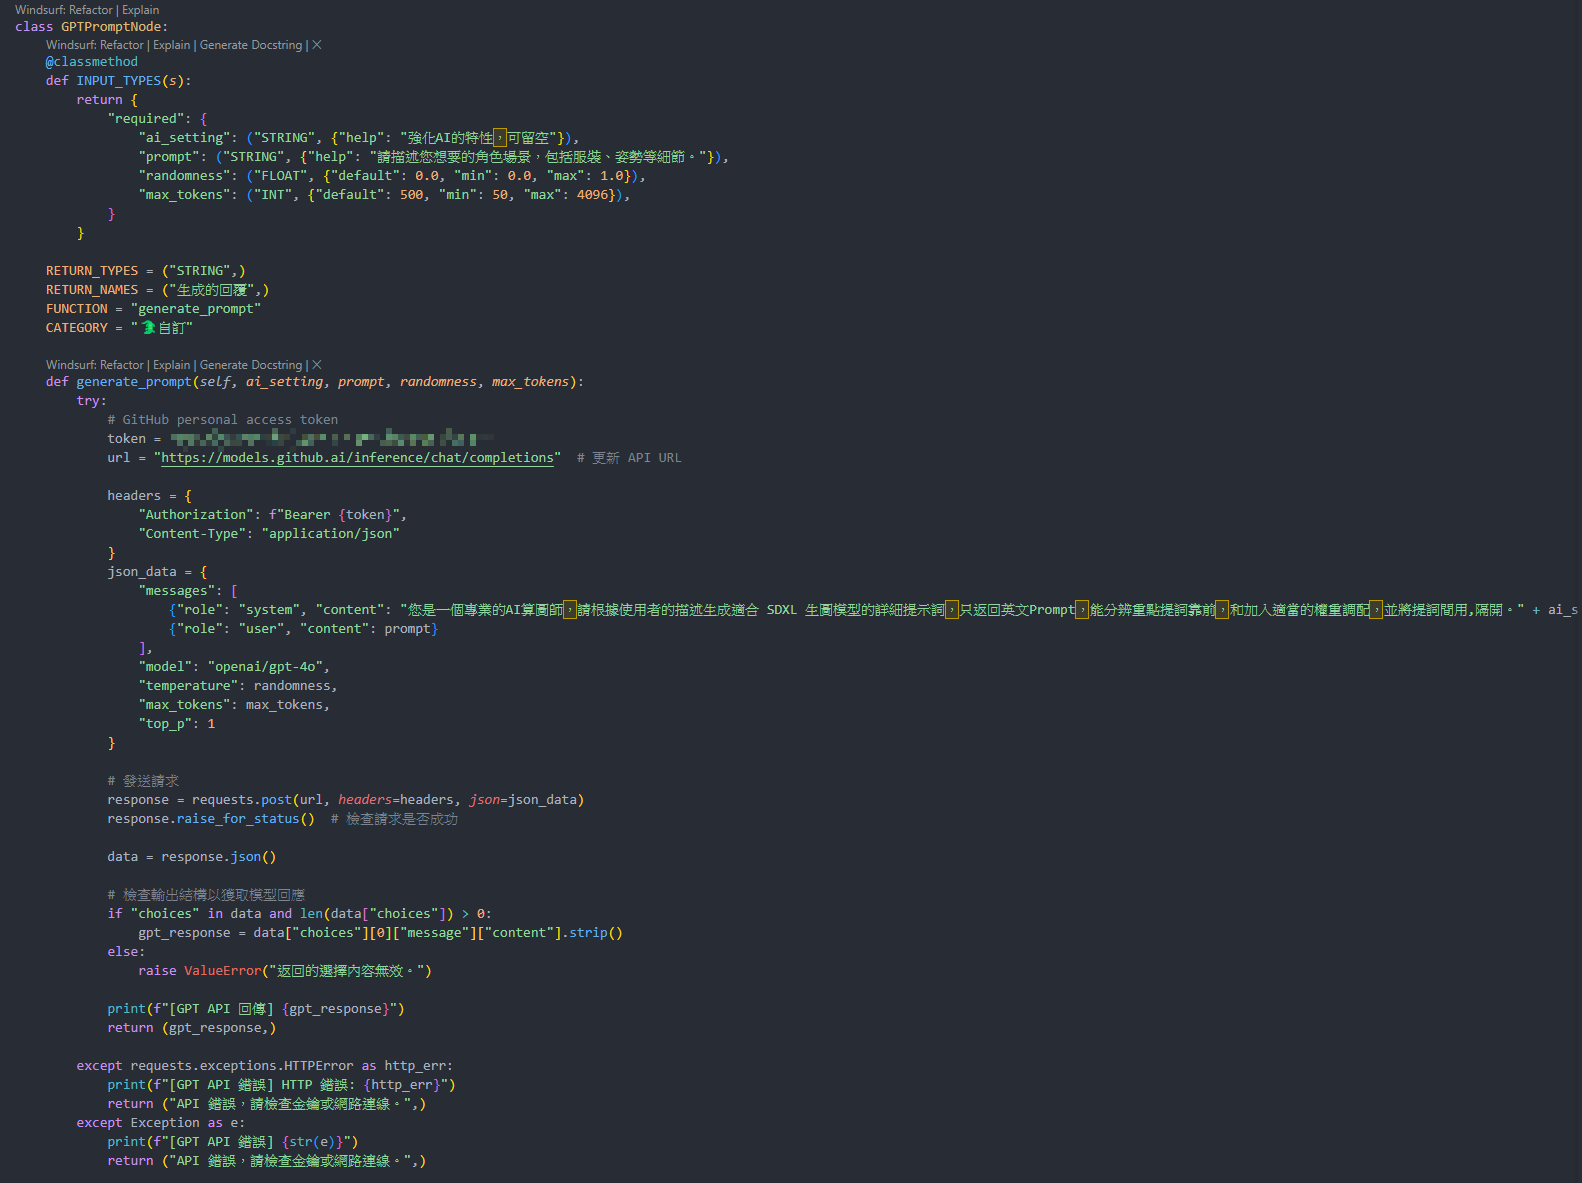 Windsurf: Refactor | Explain
class GPTPromptNode:
Windsurf: Refactor | Explain | Generate Docstring | ×
@classmethod
def INPUT_TYPES(s):
return {
"required": {
"ai_setting": ("STRING", {"help": "強化AI的特性，可留空"}),
"prompt": ("STRING", {"help": "請描述您想要的角色場景，包括服裝、姿勢等細節。"}),
"randomness": ("FLOAT", {"default": 0.0, "min": 0.0, "max": 1.0}),
"max_tokens": ("INT", {"default": 500, "min": 50, "max": 4096}),
}
}
RETURN_TYPES = ("STRING",)
RETURN_NAMES = ("生成的回覆",)
FUNCTION = "generate_prompt"
CATEGORY = "🐲自訂"
Windsurf: Refactor | Explain | Generate Docstring | ×
def generate_prompt(self, ai_setting, prompt, randomness, max_tokens):
try:
# GitHub personal access token
token =
url = "https://models.github.ai/inference/chat/completions"  # 更新 API URL
headers = {
"Authorization": f"Bearer {token}",
"Content-Type": "application/json"
}
json_data = {
"messages": [
{"role": "system", "content": "您是一個專業的AI算圖師，請根據使用者的描述生成適合 SDXL 生圖模型的詳細提示詞，只返回英文Prompt，能分辨重點提詞靠前，和加入適當的權重調配，並將提詞間用,隔開。" + ai_s
{"role": "user", "content": prompt}
],
"model": "openai/gpt-4o",
"temperature": randomness,
"max_tokens": max_tokens,
"top_p": 1
}
# 發送請求
response = requests.post(url, headers=headers, json=json_data)
response.raise_for_status()  # 檢查請求是否成功
data = response.json()
# 檢查輸出結構以獲取模型回應
if "choices" in data and len(data["choices"]) > 0:
gpt_response = data["choices"][0]["message"]["content"].strip()
else:
raise ValueError("返回的選擇內容無效。")
print(f"[GPT API 回傳] {gpt_response}")
return (gpt_response,)
except requests.exceptions.HTTPError as http_err:
print(f"[GPT API 錯誤] HTTP 錯誤: {http_err}")
return ("API 錯誤，請檢查金鑰或網路連線。",)
except Exception as e:
print(f"[GPT API 錯誤] {str(e)}")
return ("API 錯誤，請檢查金鑰或網路連線。",)